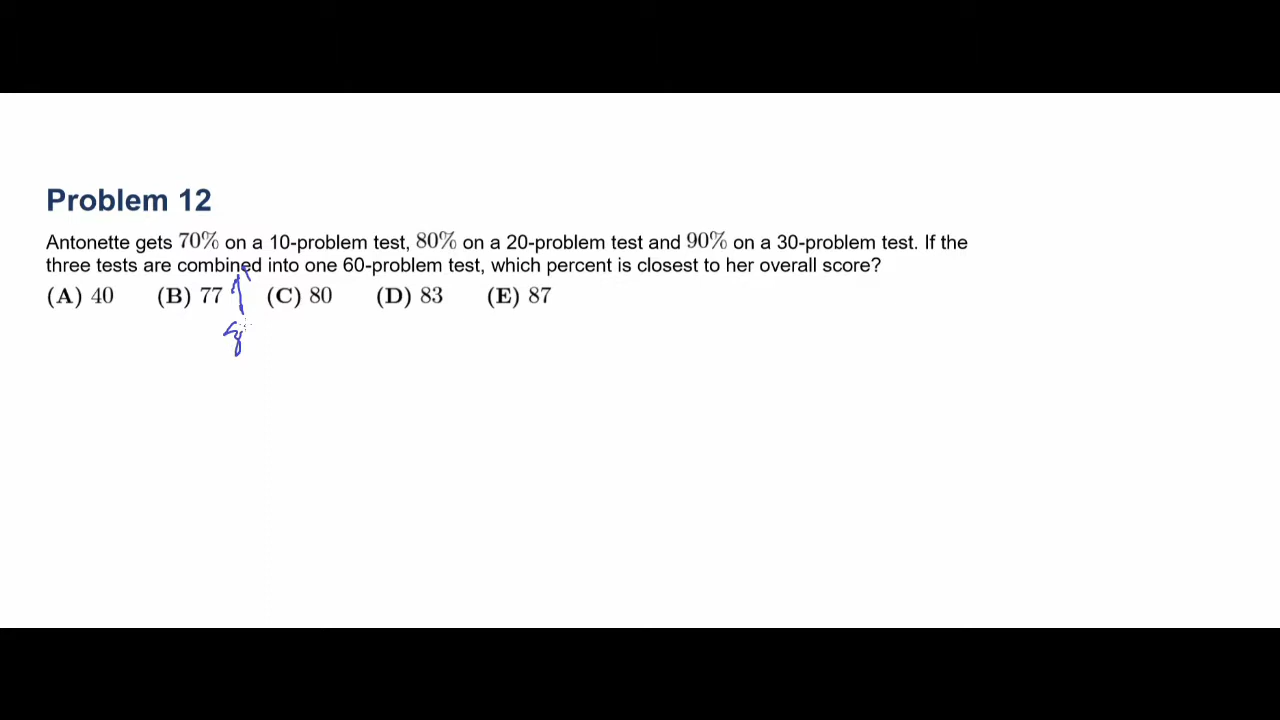 Problem 12
Antonette gets 70% on a 10-problem test, 80% on a 20-problem test and 90% on a 30-problem test. If the
three tests are combined into one 60-problem test, which percent is closest to her overall score?
(A) 40 (B) 77 (C) 80 (D) 83 (E) 87